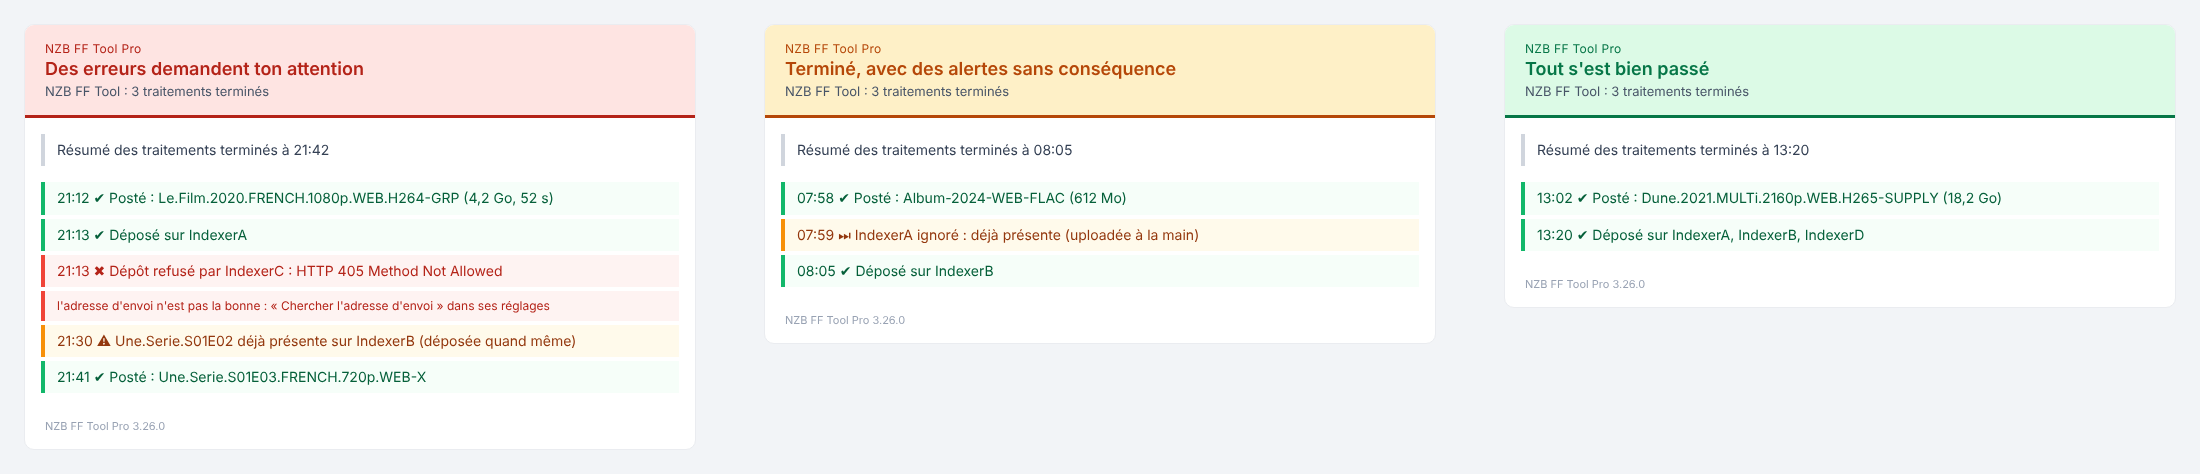 NZB FF Tool Pro
Des erreurs demandent ton attention
NZB FF Tool : 3 traitements terminés
Résumé des traitements terminés à 21:42
21:12 ✔ Posté : Le.Film.2020.FRENCH.1080p.WEB.H264-GRP (4,2 Go, 52 s)
21:13 ✔ Déposé sur IndexerA
21:13 ✖ Dépôt refusé par IndexerC : HTTP 405 Method Not Allowed
l'adresse d'envoi n'est pas la bonne : « Chercher l'adresse d'envoi » dans ses réglages
21:30 ⚠ Une.Serie.S01E02 déjà présente sur IndexerB (déposée quand même)
21:41 ✔ Posté : Une.Serie.S01E03.FRENCH.720p.WEB-X
NZB FF Tool Pro 3.26.0
NZB FF Tool Pro
Terminé, avec des alertes sans conséquence
NZB FF Tool : 3 traitements terminés
Résumé des traitements terminés à 08:05
07:58 ✔ Posté : Album-2024-WEB-FLAC (612 Mo)
07:59 ⏭ IndexerA ignoré : déjà présente (uploadée à la main)
08:05 ✔ Déposé sur IndexerB
NZB FF Tool Pro 3.26.0
NZB FF Tool Pro
Tout s'est bien passé
NZB FF Tool : 3 traitements terminés
Résumé des traitements terminés à 13:20
13:02 ✔ Posté : Dune.2021.MULTi.2160p.WEB.H265-SUPPLY (18,2 Go)
13:20 ✔ Déposé sur IndexerA, IndexerB, IndexerD
NZB FF Tool Pro 3.26.0